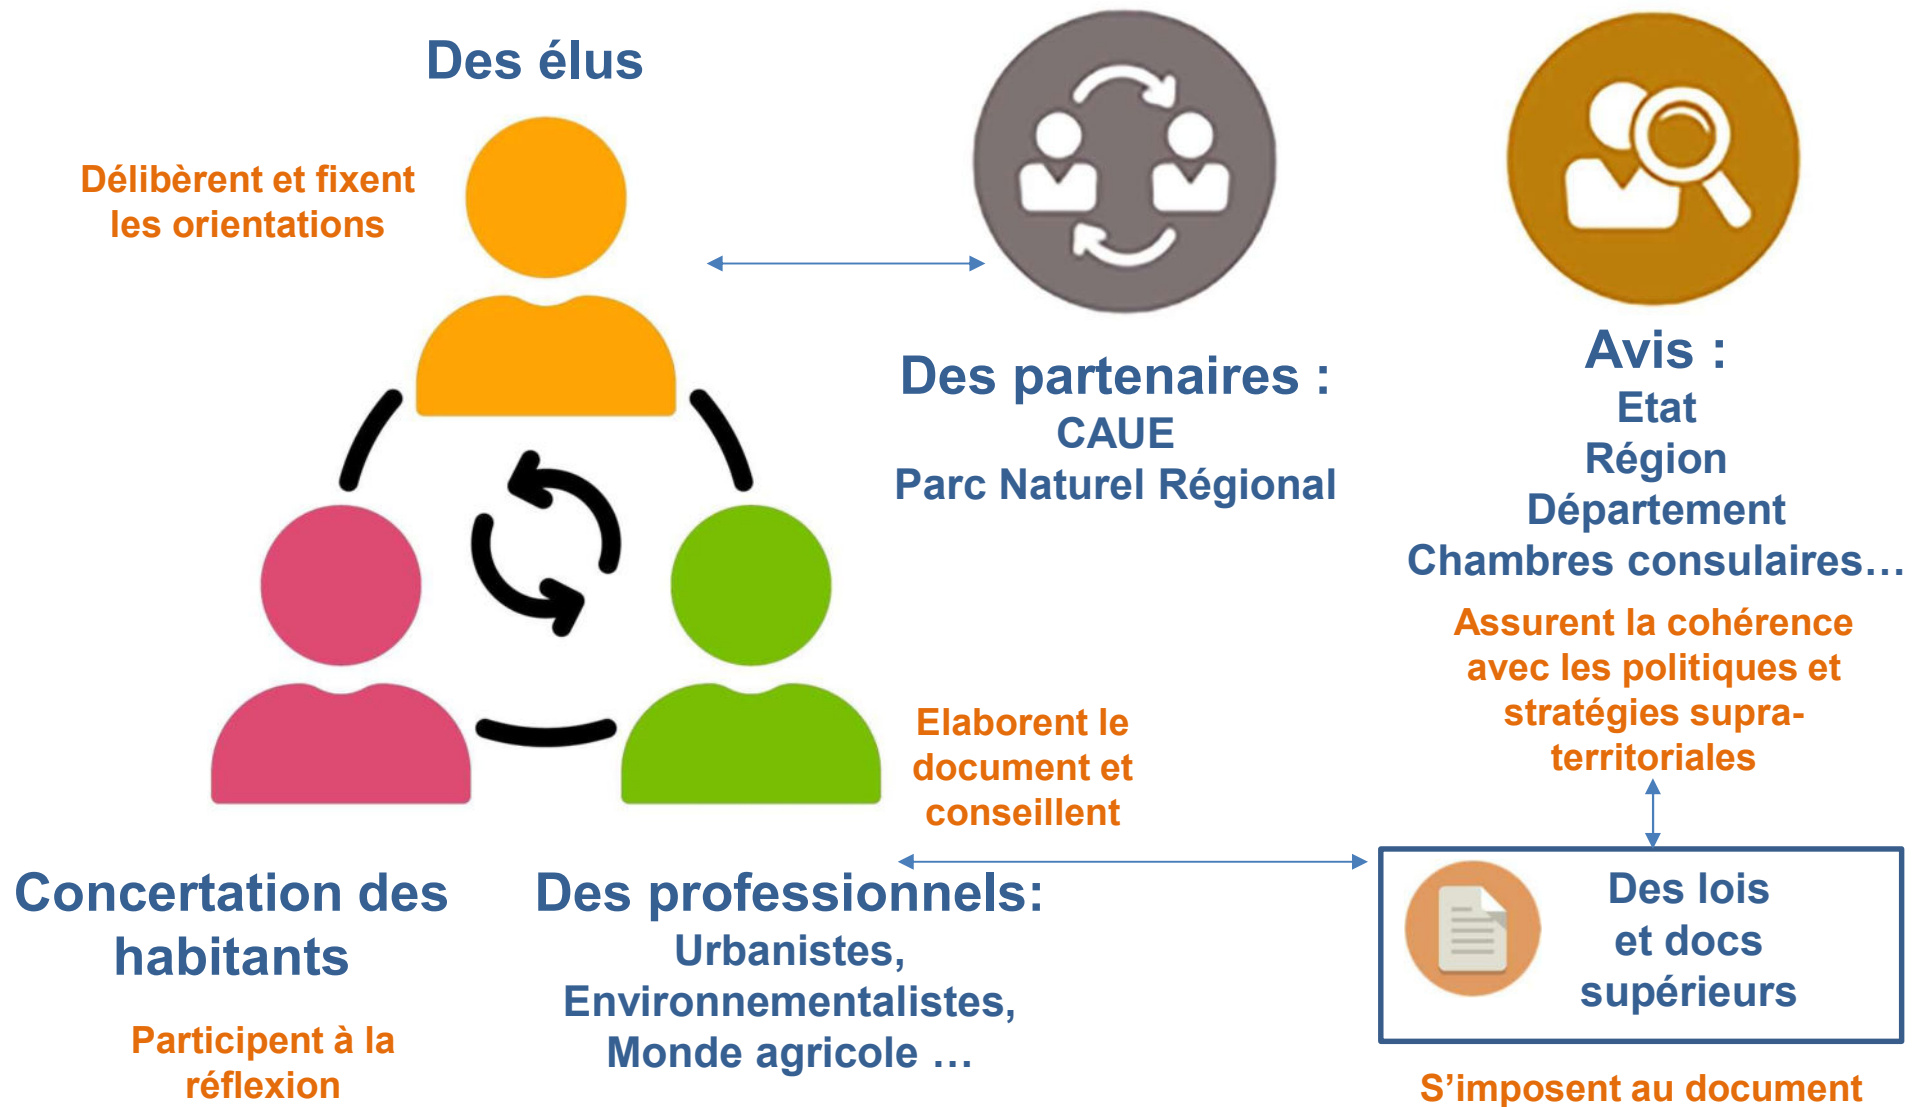 Des élus
Délibèrent et fixent
les orientations
Des partenaires :
CAUE
Parc Naturel Régional
Avis :
Etat
Région
Département
Chambres consulaires…
Assurent la cohérence
avec les politiques et
stratégies supra-
territoriales
Elaborent le
document et
conseillent
Concertation des
habitants
Participent à la
réflexion
Des professionnels:
Urbanistes,
Environnementalistes,
Monde agricole …
Des lois
et docs
supérieurs
S’imposent au document